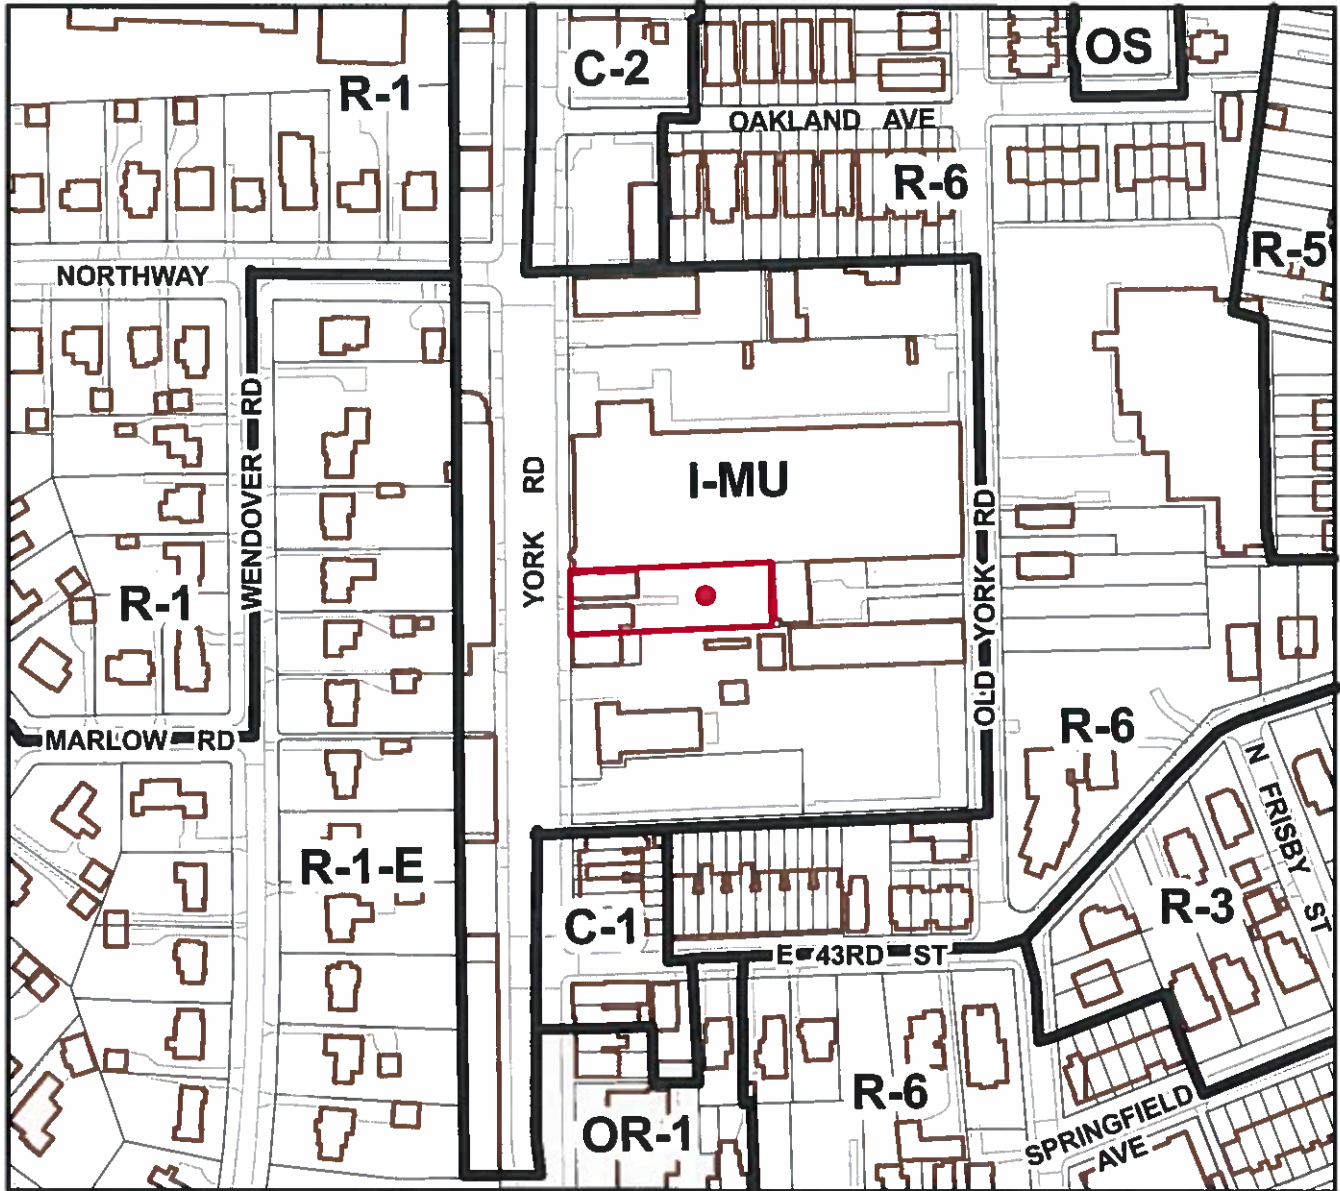 OS
C-2
R-1
OAKLAND AVE
R-6
R-5
NORTHWAY
WENDOVER RD
YORK RD
I-MU
OLD YORK RD
R-1
MARLOW RD
R-6
N FRISBY ST
R-1-E
R-3
C-1
E 43RD ST
R-6
OR-1
SPRINGFIELD
AVE